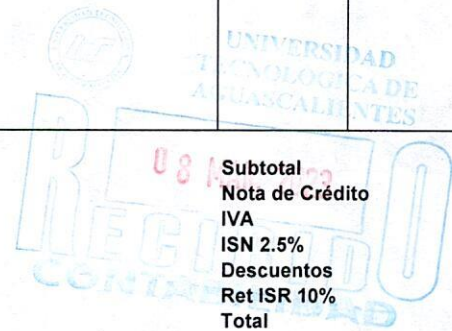 UNIVERSIDAD
TECNOLOGICA DE
AGUASCALIENTES
08
RECIBIDO
CONTABILIDAD
Subtotal
Nota de Crédito
IVA
ISN 2.5%
Descuentos
Ret ISR 10%
Total